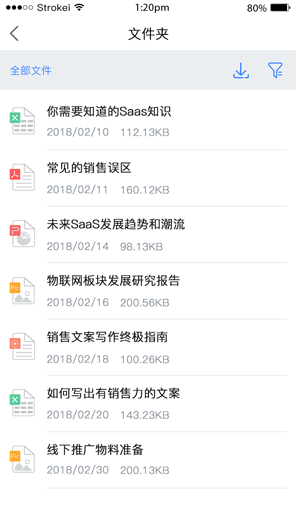 Strokei 1:20pm 80%
文件夹
全部文件
你需要知道的Saas知识
2018/02/10 112.13KB
常见的销售误区
2018/02/11 160.12KB
未来SaaS发展趋势和潮流
2018/02/14 98.13KB
物联网板块发展研究报告
2018/02/16 200.56KB
销售文案写作终极指南
2018/02/18 100.26KB
如何写出有销售力的文案
2018/02/20 143.23KB
线下推广物料准备
2018/02/30 200.13KB